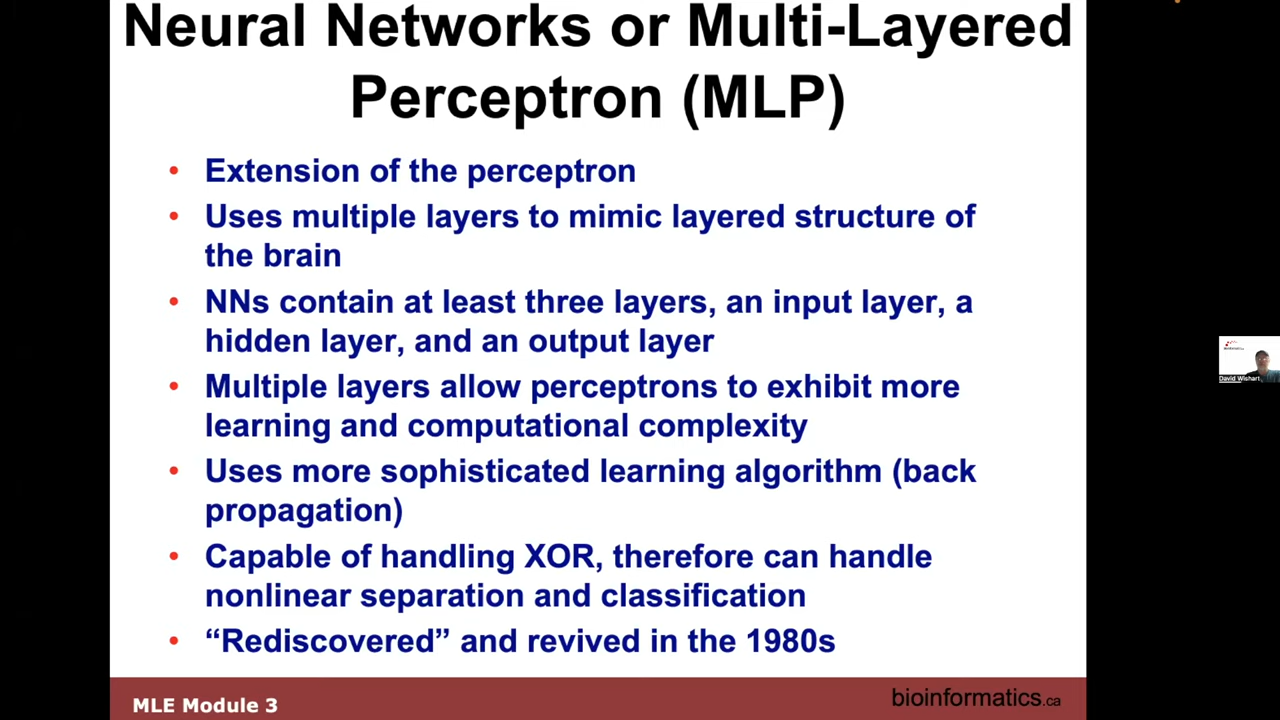 Neural Networks or Multi-Layered
Perceptron (MLP)
• Extension of the perceptron
• Uses multiple layers to mimic layered structure of
the brain
• NNs contain at least three layers, an input layer, a
hidden layer, and an output layer
• Multiple layers allow perceptrons to exhibit more
learning and computational complexity
• Uses more sophisticated learning algorithm (back
propagation)
• Capable of handling XOR, therefore can handle
nonlinear separation and classification
• “Rediscovered” and revived in the 1980s
MLE Module 3
bioinformatics.ca
David Wishart